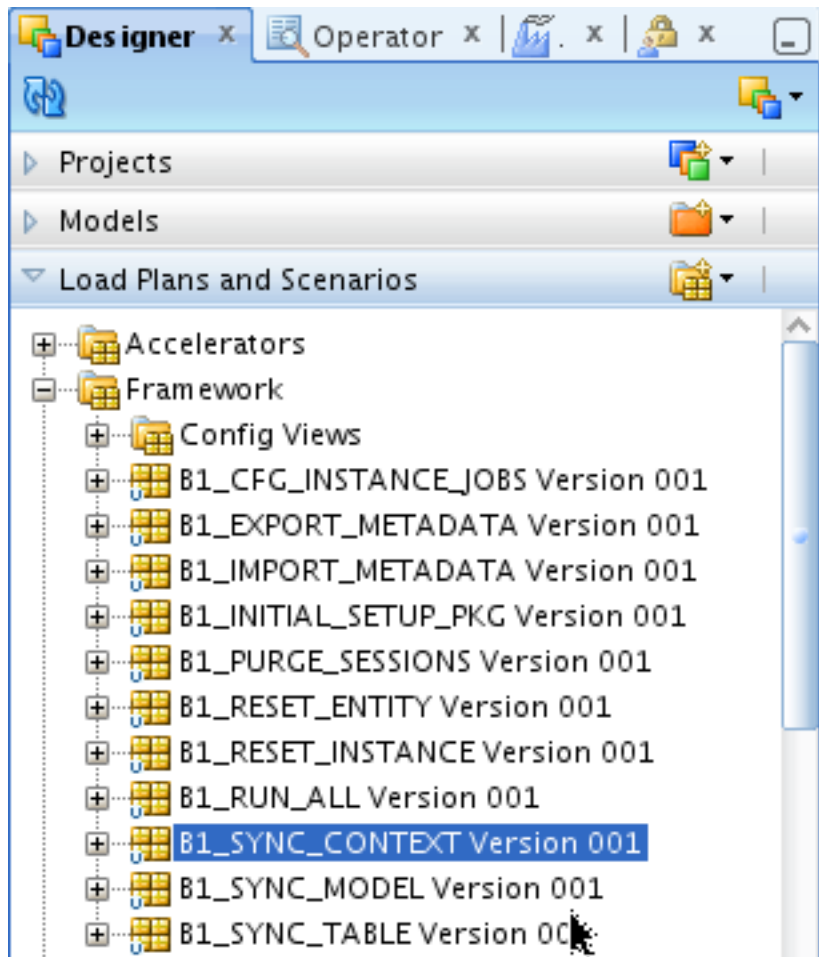 Designer x Operator x . x x
Projects
Models
Load Plans and Scenarios
Accelerators
Framework
Config Views
B1_CFG_INSTANCE_JOBS Version 001
B1_EXPORT_METADATA Version 001
B1_IMPORT_METADATA Version 001
B1_INITIAL_SETUP_PKG Version 001
B1_PURGE_SESSIONS Version 001
B1_RESET_ENTITY Version 001
B1_RESET_INSTANCE Version 001
B1_RUN_ALL Version 001
B1_SYNC_CONTEXT Version 001
B1_SYNC_MODEL Version 001
B1_SYNC_TABLE Version